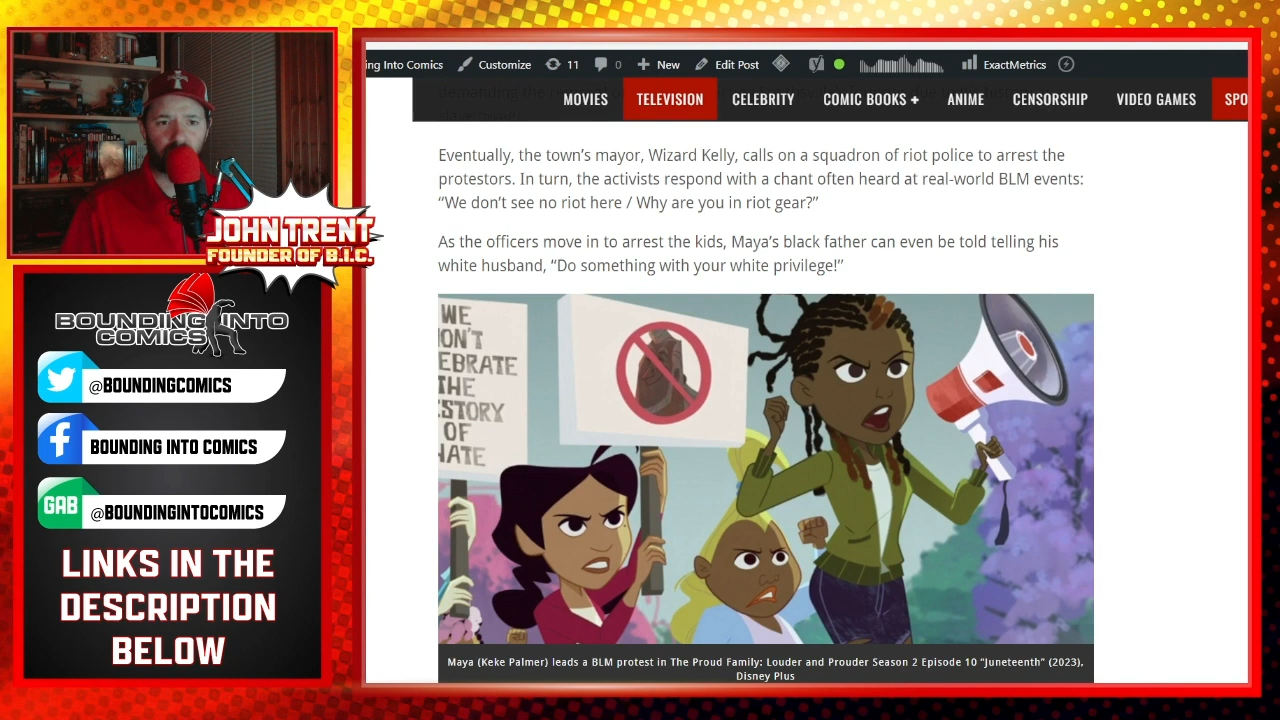 ing Into Comics Customize 11 0 New Edit Post ExactMetrics
MOVIES TELEVISION CELEBRITY COMIC BOOKS + ANIME CENSORSHIP VIDEO GAMES SPO
Eventually, the town’s mayor, Wizard Kelly, calls on a squadron of riot police to arrest the
protestors. In turn, the activists respond with a chant often heard at real-world BLM events:
“We don’t see no riot here / Why are you in riot gear?”
As the officers move in to arrest the kids, Maya’s black father can even be told telling his
white husband, “Do something with your white privilege!”
WE
ON'T
EBRATE
THE
STORY
OF
HATE
Maya (Keke Palmer) leads a BLM protest in The Proud Family: Louder and Prouder Season 2 Episode 10 “Juneteenth” (2023),
Disney Plus
JOHN TRENT
FOUNDER OF B.I.C.
BOUNDING INTO
COMICS
@BOUNDINGCOMICS
BOUNDING INTO COMICS
GAB @BOUNDINGINTOCOMICS
LINKS IN THE
DESCRIPTION
BELOW